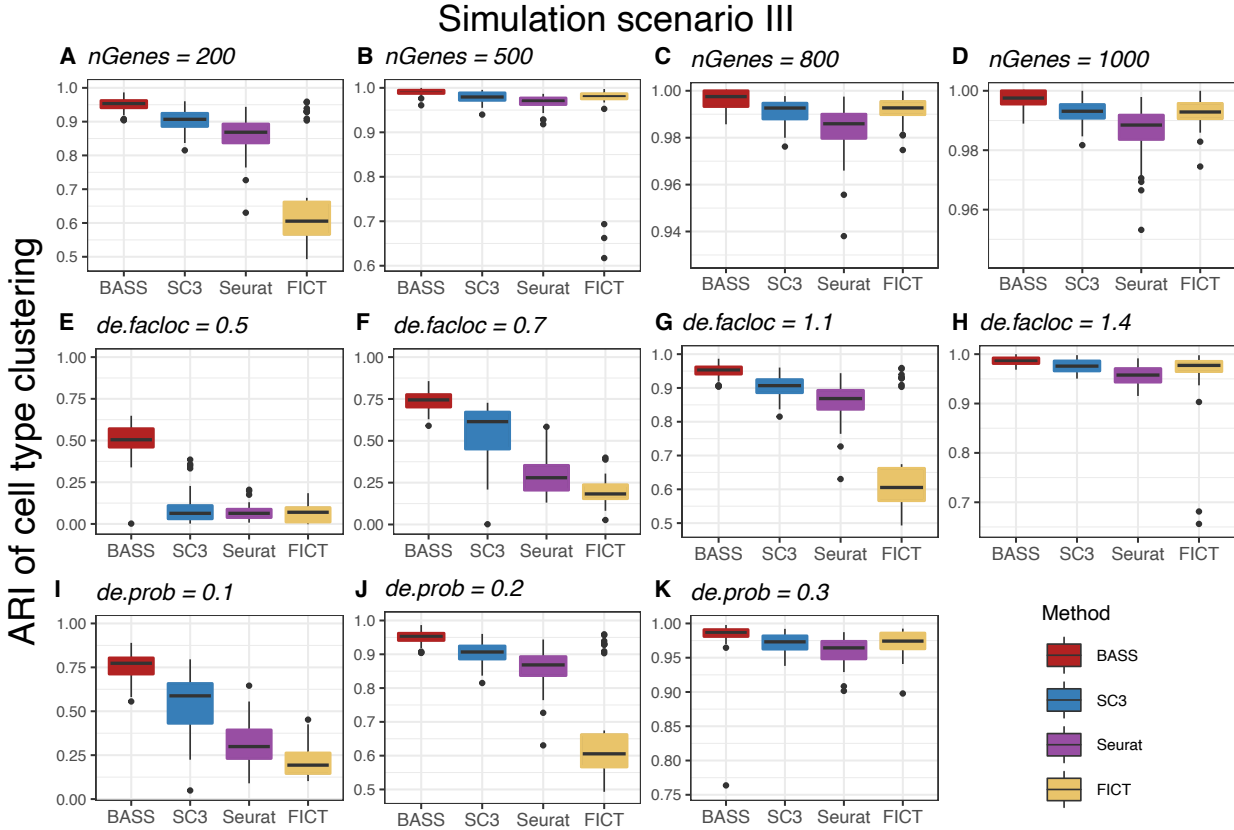 Simulation scenario III
ARI of cell type clustering
A nGenes = 200
1.0
0.9
0.8
0.7
0.6
0.5
BASS SC3 Seurat FICT
B nGenes = 500
1.0
0.9
0.8
0.7
0.6
BASS SC3 Seurat FICT
C nGenes = 800
1.00
0.98
0.96
0.94
BASS SC3 Seurat FICT
D nGenes = 1000
1.00
0.98
0.96
BASS SC3 Seurat FICT
E de.facloc = 0.5
1.00
0.75
0.50
0.25
0.00
BASS SC3 Seurat FICT
F de.facloc = 0.7
1.00
0.75
0.50
0.25
0.00
BASS SC3 Seurat FICT
G de.facloc = 1.1
1.0
0.9
0.8
0.7
0.6
0.5
BASS SC3 Seurat FICT
H de.facloc = 1.4
1.0
0.9
0.8
0.7
BASS SC3 Seurat FICT
I de.prob = 0.1
1.00
0.75
0.50
0.25
0.00
BASS SC3 Seurat FICT
J de.prob = 0.2
1.0
0.9
0.8
0.7
0.6
0.5
BASS SC3 Seurat FICT
K de.prob = 0.3
1.00
0.95
0.90
0.85
0.80
0.75
BASS SC3 Seurat FICT
Method
BASS
SC3
Seurat
FICT